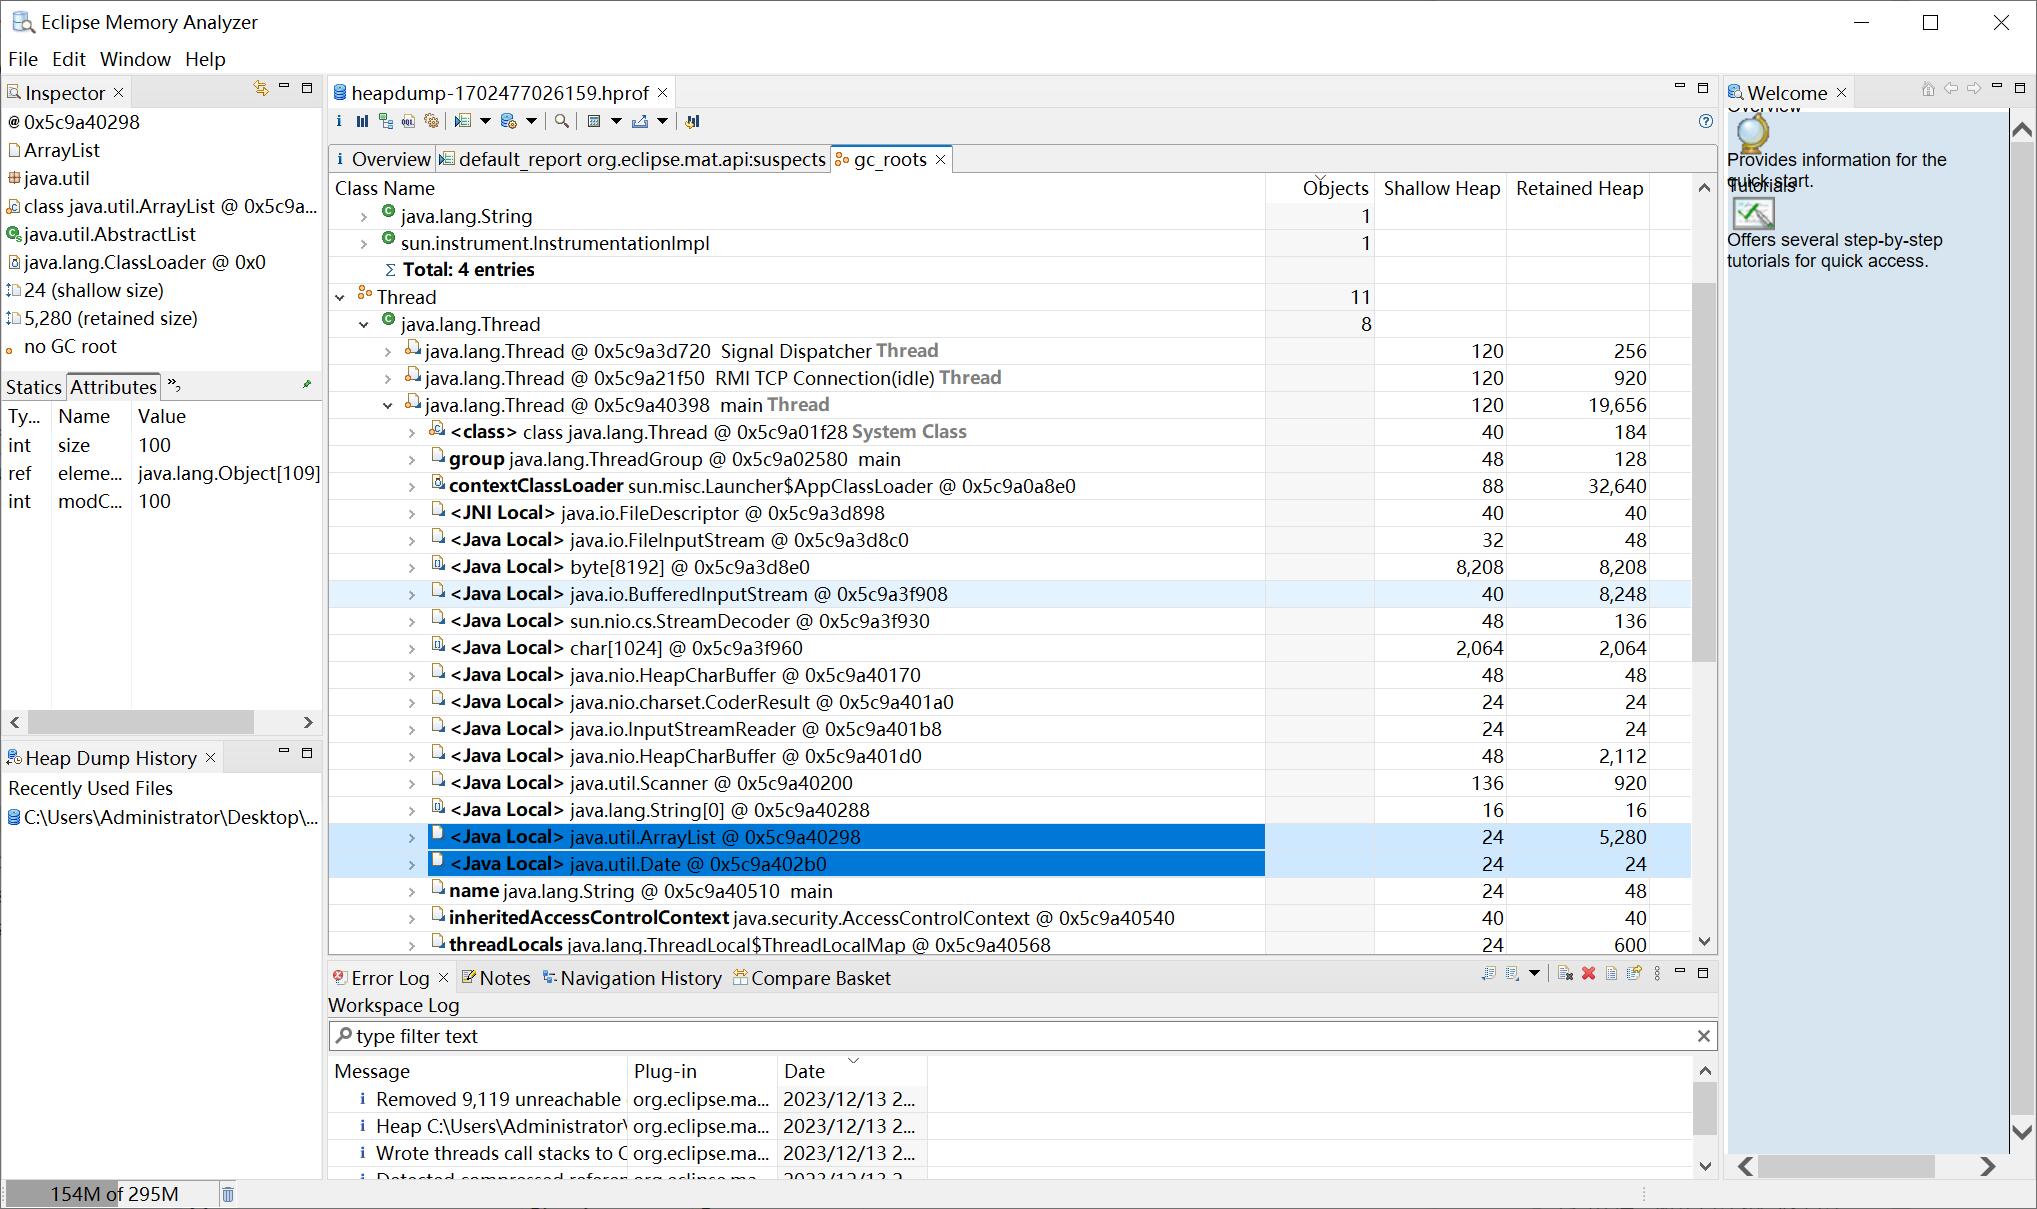 Eclipse Memory Analyzer
File Edit Window Help
Inspector
@ 0x5c9a40298
ArrayList
java.util
class java.util.ArrayList @ 0x5c9a...
java.util.AbstractList
java.lang.ClassLoader @ 0x0
24 (shallow size)
5,280 (retained size)
no GC root
Statics Attributes »2
Ty... Name Value
int size 100
ref eleme... java.lang.Object[109]
int modC... 100
Heap Dump History
Recently Used Files
C:\Users\Administrator\Desktop\...
154M of 295M
heapdump-1702477026159.hprof
Overview default_report org.eclipse.mat.api:suspects gc_roots
Class Name Objects Shallow Heap Retained Heap
java.lang.String 1
sun.instrument.InstrumentationImpl 1
Σ Total: 4 entries
Thread 11
java.lang.Thread 8
java.lang.Thread @ 0x5c9a3d720 Signal Dispatcher Thread 120 256
java.lang.Thread @ 0x5c9a21f50 RMI TCP Connection(idle) Thread 120 920
java.lang.Thread @ 0x5c9a40398 main Thread 120 19,656
<class> class java.lang.Thread @ 0x5c9a01f28 System Class 40 184
group java.lang.ThreadGroup @ 0x5c9a02580 main 48 128
contextClassLoader sun.misc.Launcher$AppClassLoader @ 0x5c9a0a8e0 88 32,640
<JNI Local> java.io.FileDescriptor @ 0x5c9a3d898 40 40
<Java Local> java.io.FileInputStream @ 0x5c9a3d8c0 32 48
<Java Local> byte[8192] @ 0x5c9a3d8e0 8,208 8,208
<Java Local> java.io.BufferedInputStream @ 0x5c9a3f908 40 8,248
<Java Local> sun.nio.cs.StreamDecoder @ 0x5c9a3f930 48 136
<Java Local> char[1024] @ 0x5c9a3f960 2,064 2,064
<Java Local> java.nio.HeapCharBuffer @ 0x5c9a40170 48 48
<Java Local> java.nio.charset.CoderResult @ 0x5c9a401a0 24 24
<Java Local> java.io.InputStreamReader @ 0x5c9a401b8 24 24
<Java Local> java.nio.HeapCharBuffer @ 0x5c9a401d0 48 2,112
<Java Local> java.util.Scanner @ 0x5c9a40200 136 920
<Java Local> java.lang.String[0] @ 0x5c9a40288 16 16
<Java Local> java.util.ArrayList @ 0x5c9a40298 24 5,280
<Java Local> java.util.Date @ 0x5c9a402b0 24 24
name java.lang.String @ 0x5c9a40510 main 24 48
inheritedAccessControlContext java.security.AccessControlContext @ 0x5c9a40540 40 40
threadLocals java.lang.ThreadLocal$ThreadLocalMap @ 0x5c9a40568 24 600
Error Log Notes Navigation History Compare Basket
Workspace Log
type filter text
Message Plug-in Date
Removed 9,119 unreachable org.eclipse.ma... 2023/12/13 2...
Heap C:\Users\Administrator\ org.eclipse.ma... 2023/12/13 2...
Wrote threads call stacks to C org.eclipse.ma... 2023/12/13 2...
Welcome
Overview
Provides information for the
quick start.
Tutorials
Offers several step-by-step
tutorials for quick access.